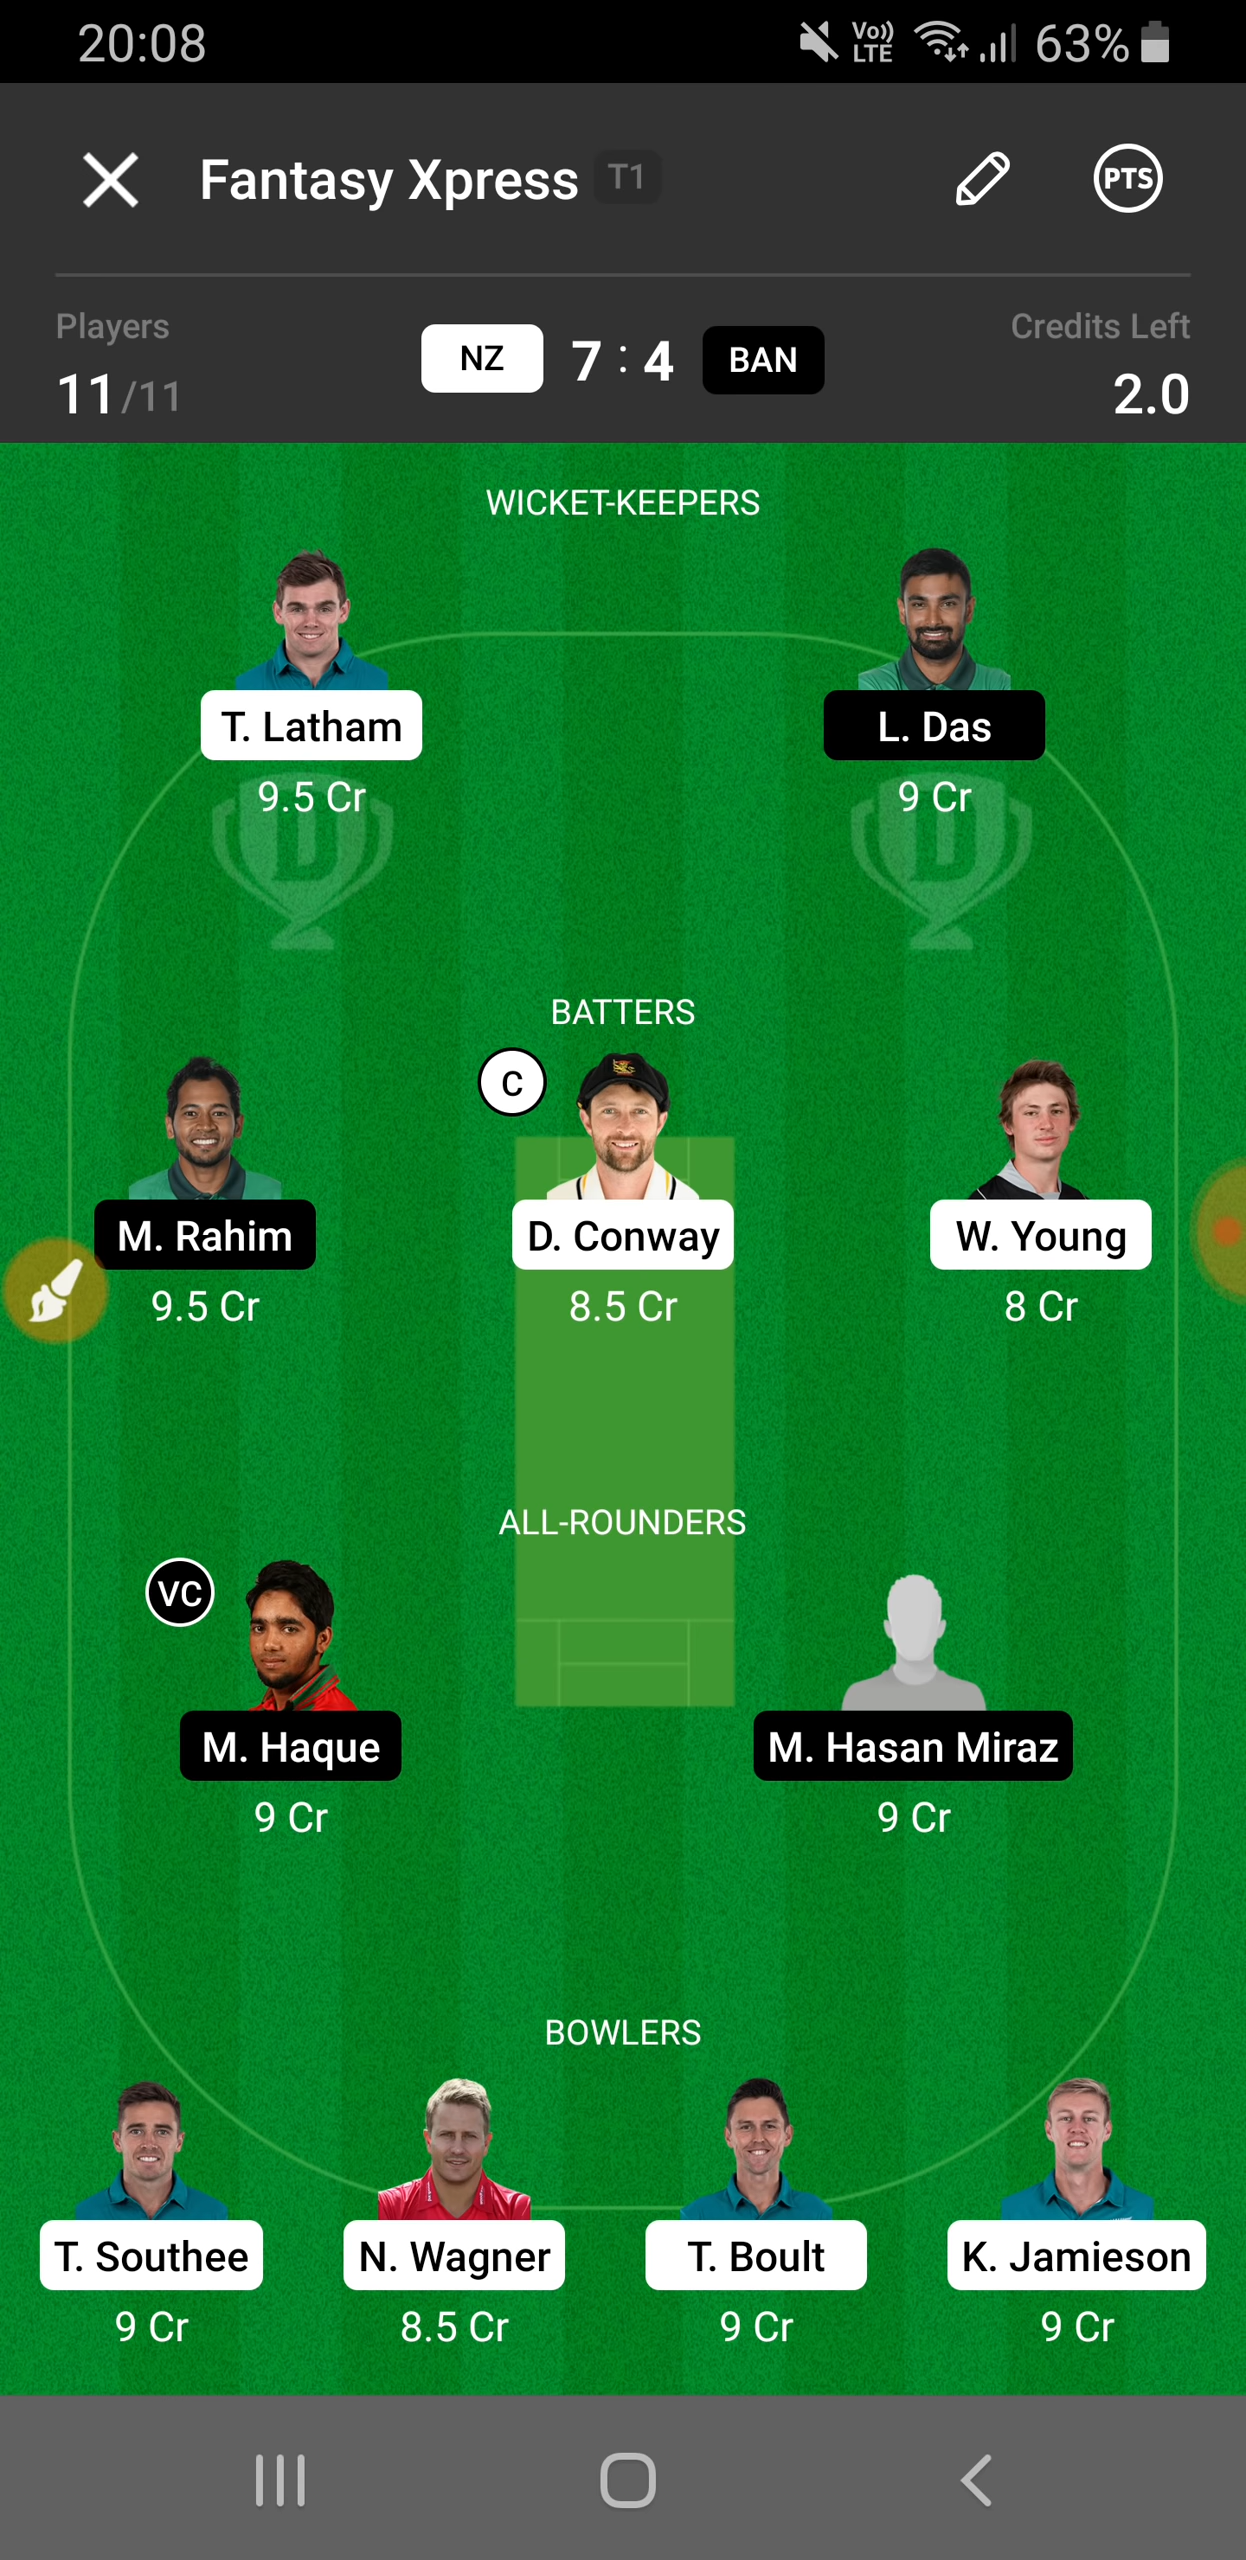 20:08 Vo)) LTE 63%
Fantasy Xpress T1 PTS
Players Credits Left
NZ 7 : 4 BAN
11/11 2.0
WICKET-KEEPERS
T. Latham L. Das
9.5 Cr 9 Cr
BATTERS
C
M. Rahim D. Conway W. Young
9.5 Cr 8.5 Cr 8 Cr
ALL-ROUNDERS
VC
M. Haque M. Hasan Miraz
9 Cr 9 Cr
BOWLERS
T. Southee N. Wagner T. Boult K. Jamieson
9 Cr 8.5 Cr 9 Cr 9 Cr